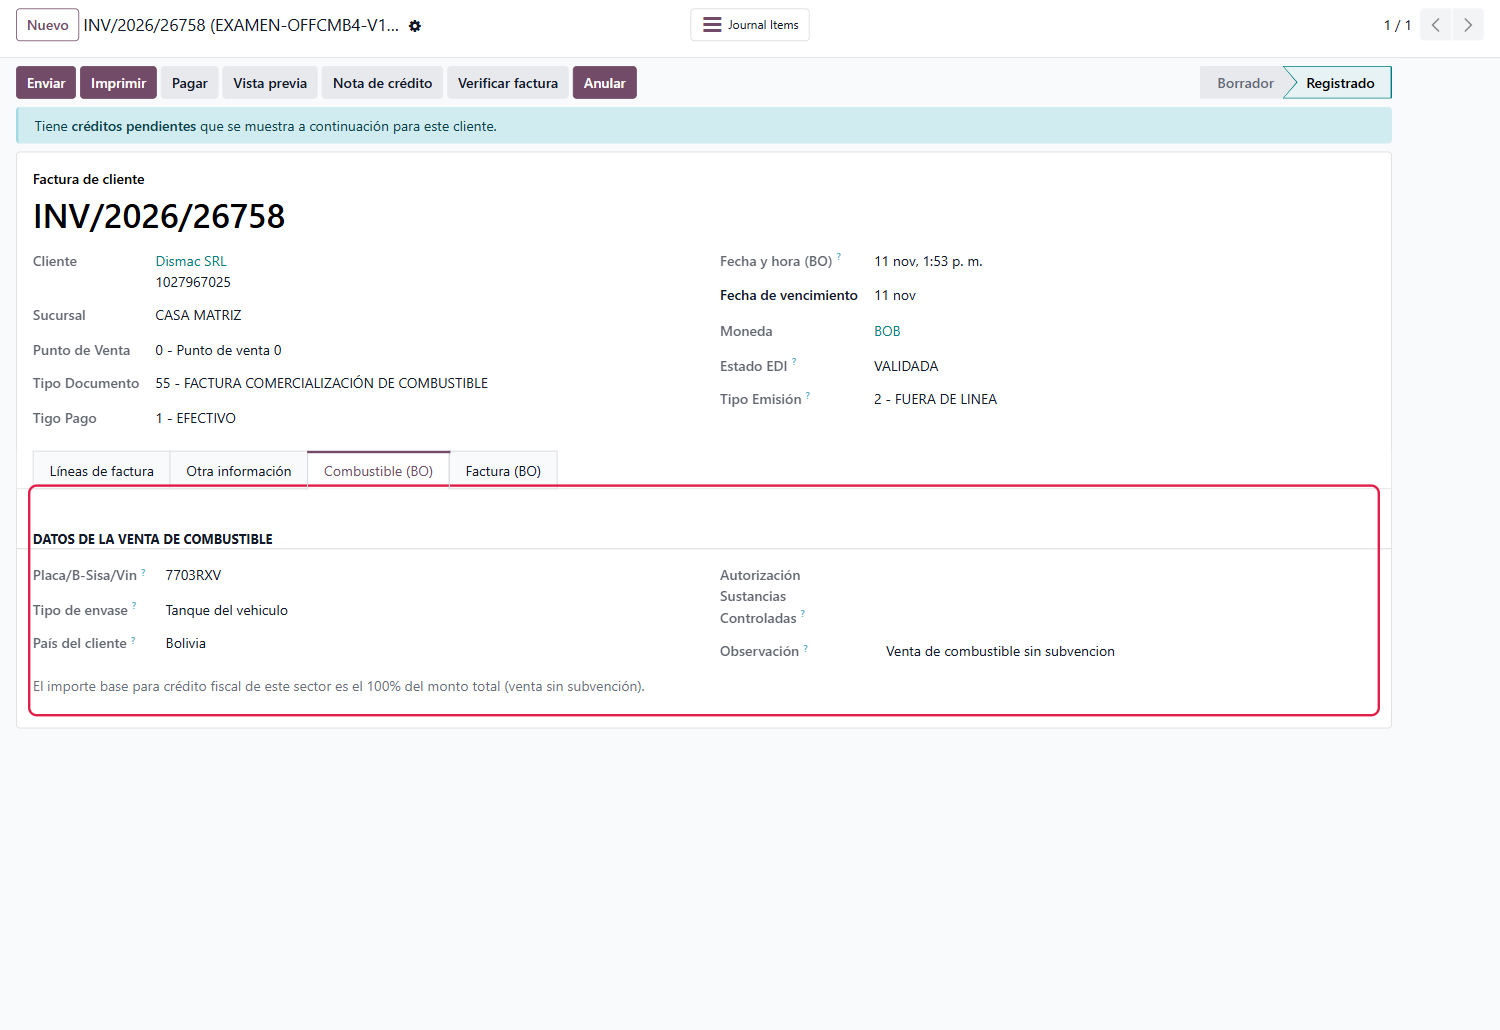 Nuevo INV/2026/26758 (EXAMEN-OFFCMB4-V1... Journal Items 1 / 1
Enviar Imprimir Pagar Vista previa Nota de crédito Verificar factura Anular Borrador Registrado
Tiene créditos pendientes que se muestra a continuación para este cliente.
Factura de cliente
INV/2026/26758
Cliente Dismac SRL
1027967025
Sucursal CASA MATRIZ
Punto de Venta 0 - Punto de venta 0
Tipo Documento 55 - FACTURA COMERCIALIZACIÓN DE COMBUSTIBLE
Tigo Pago 1 - EFECTIVO
Fecha y hora (BO) ? 11 nov, 1:53 p. m.
Fecha de vencimiento 11 nov
Moneda BOB
Estado EDI ? VALIDADA
Tipo Emisión ? 2 - FUERA DE LINEA
Líneas de factura Otra información Combustible (BO) Factura (BO)
DATOS DE LA VENTA DE COMBUSTIBLE
Placa/B-Sisa/Vin ? 7703RXV
Tipo de envase ? Tanque del vehiculo
País del cliente ? Bolivia
Autorización
Sustancias
Controladas ?
Observación ? Venta de combustible sin subvencion
El importe base para crédito fiscal de este sector es el 100% del monto total (venta sin subvención).